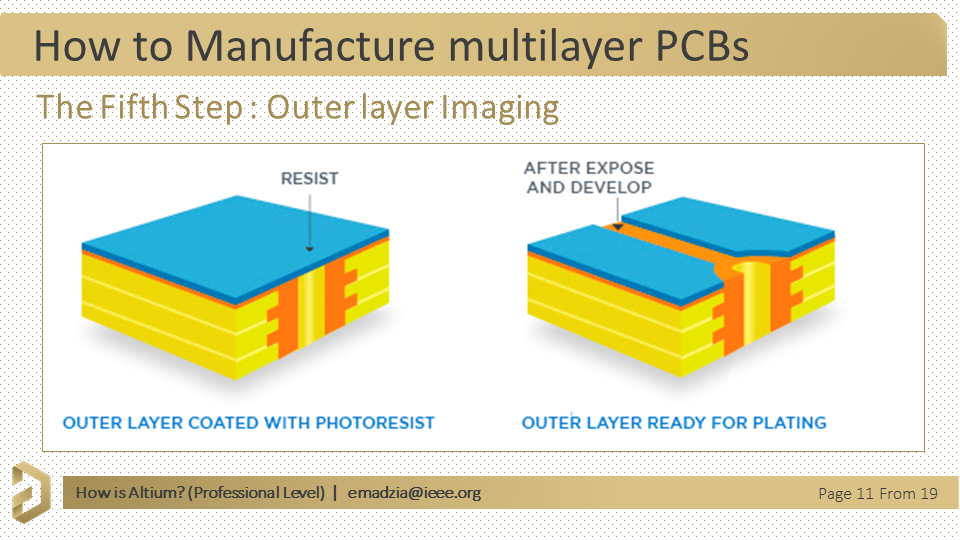 How to Manufacture multilayer PCBs
The Fifth Step : Outer layer Imaging
RESIST
AFTER EXPOSE
AND DEVELOP
OUTER LAYER COATED WITH PHOTORESIST
OUTER LAYER READY FOR PLATING
How is Altium? (Professional Level) | emadzia@ieee.org
Page 11 From 19